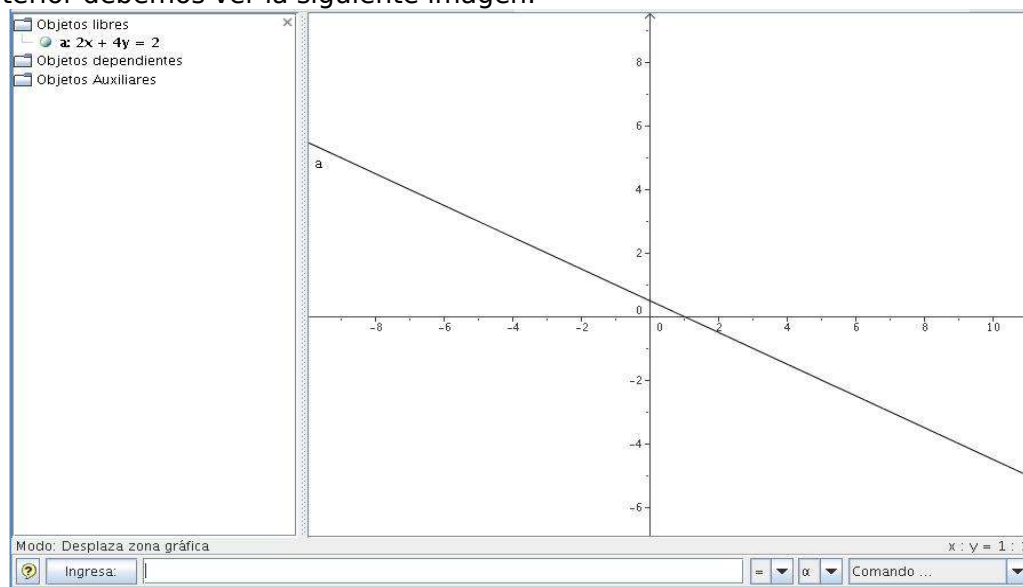 terior debemos ver la siguiente imagen:
Objetos libres
a: 2x + 4y = 2
Objetos dependientes
Objetos Auxiliares
a
8
6
4
2
0
-8 -6 -4 -2 0 2 4 6 8 10
-2
-4
-6
Modo: Desplaza zona gráfica x : y = 1 :
Ingresa: = α Comando ...